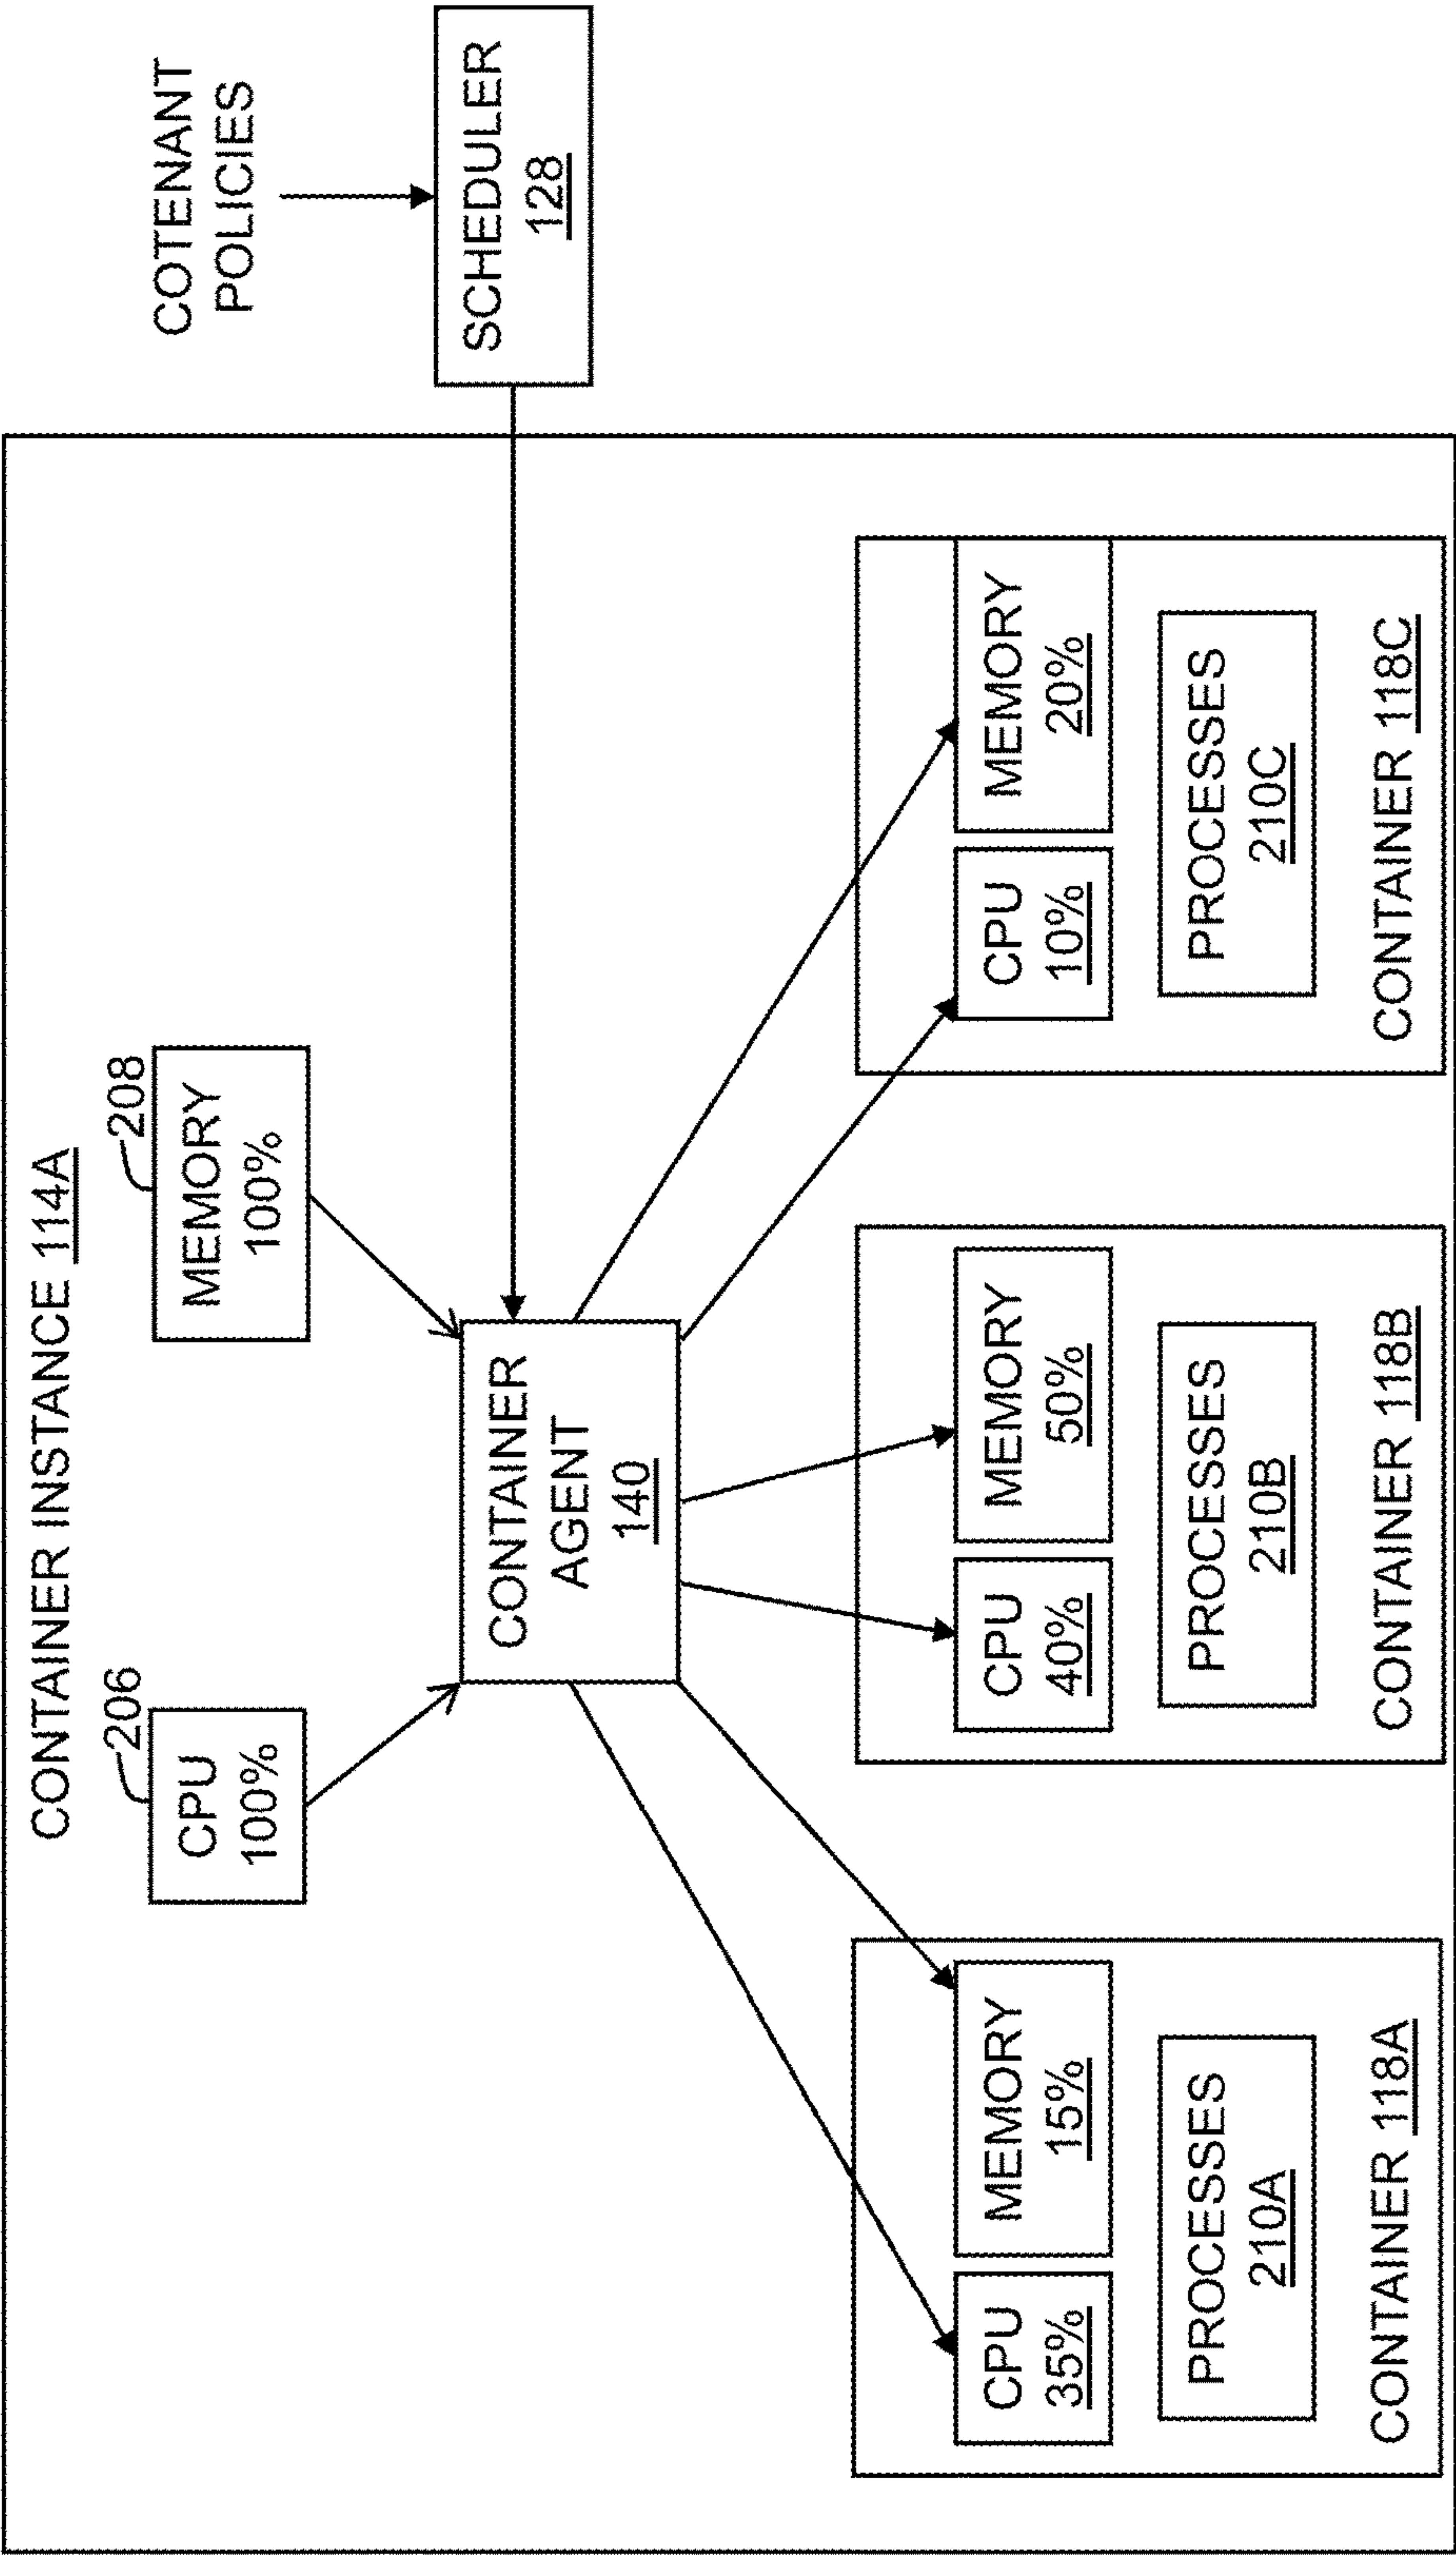 CONTAINER INSTANCE 114A
206
CPU
100%
208
MEMORY
100%
COTENANT
POLICIES
CONTAINER
AGENT
140
SCHEDULER
128
CPU
35%
MEMORY
15%
PROCESSES
210A
CONTAINER 118A
CPU
40%
MEMORY
50%
PROCESSES
210B
CONTAINER 118B
CPU
10%
MEMORY
20%
PROCESSES
210C
CONTAINER 118C